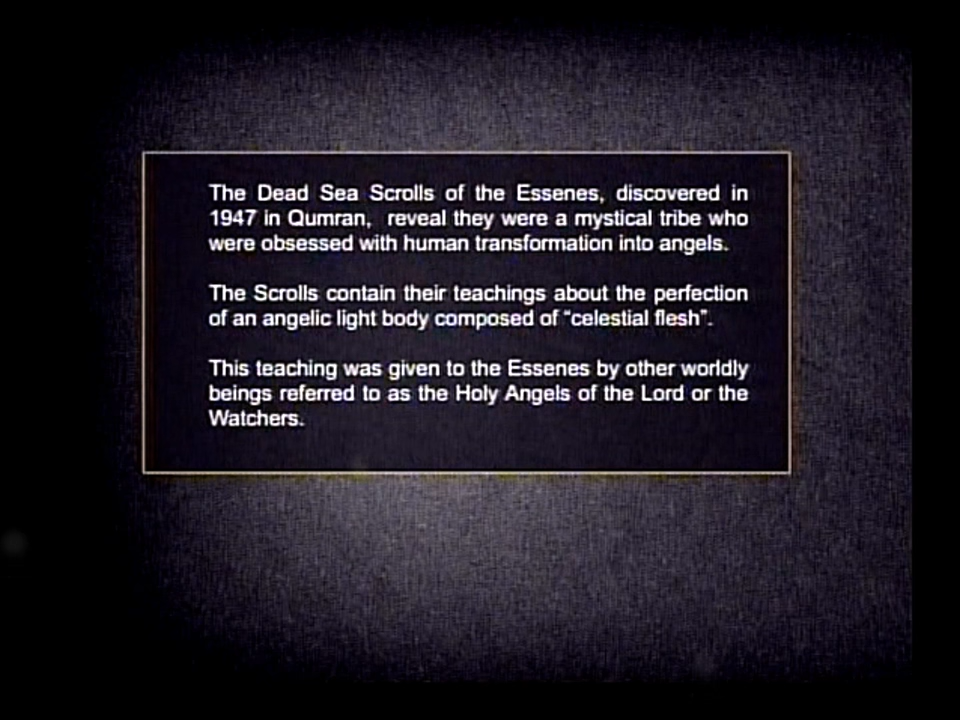 The Dead Sea Scrolls of the Essenes, discovered in
1947 in Qumran, reveal they were a mystical tribe who
were obsessed with human transformation into angels.
The Scrolls contain their teachings about the perfection
of an angelic light body composed of “celestial flesh”.
This teaching was given to the Essenes by other worldly
beings referred to as the Holy Angels of the Lord or the
Watchers.